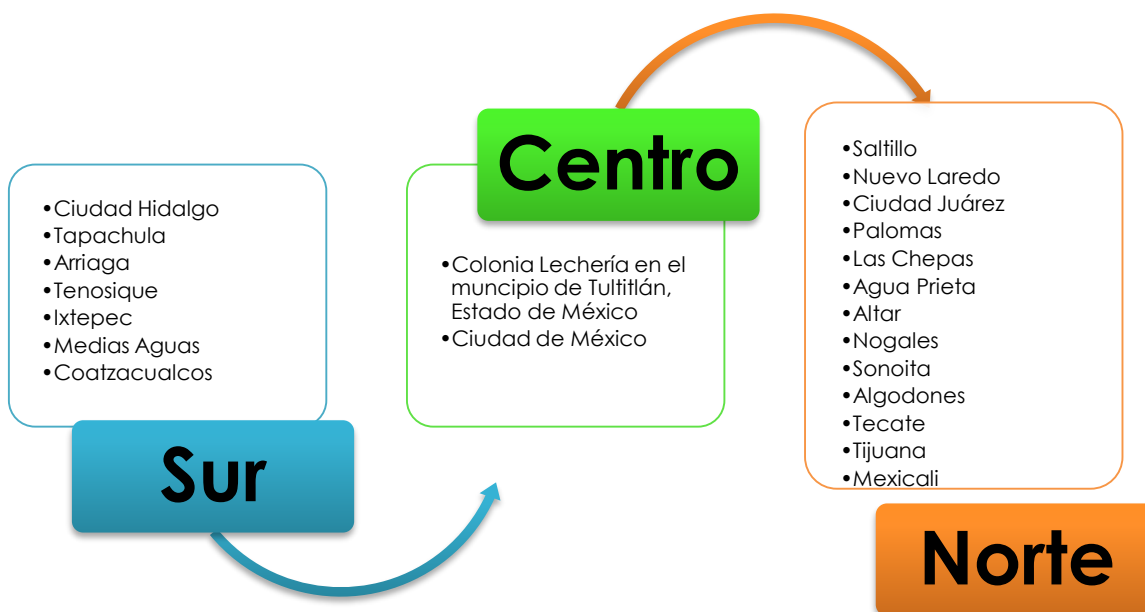 •Ciudad Hidalgo
•Tapachula
•Arriaga
•Tenosique
•Ixtepec
•Medias Aguas
•Coatzacualcos
Sur
Centro
•Colonia Lechería en el
muncipio de Tultitlán,
Estado de México
•Ciudad de México
•Saltillo
•Nuevo Laredo
•Ciudad Juárez
•Palomas
•Las Chepas
•Agua Prieta
•Altar
•Nogales
•Sonoita
•Algodones
•Tecate
•Tijuana
•Mexicali
Norte